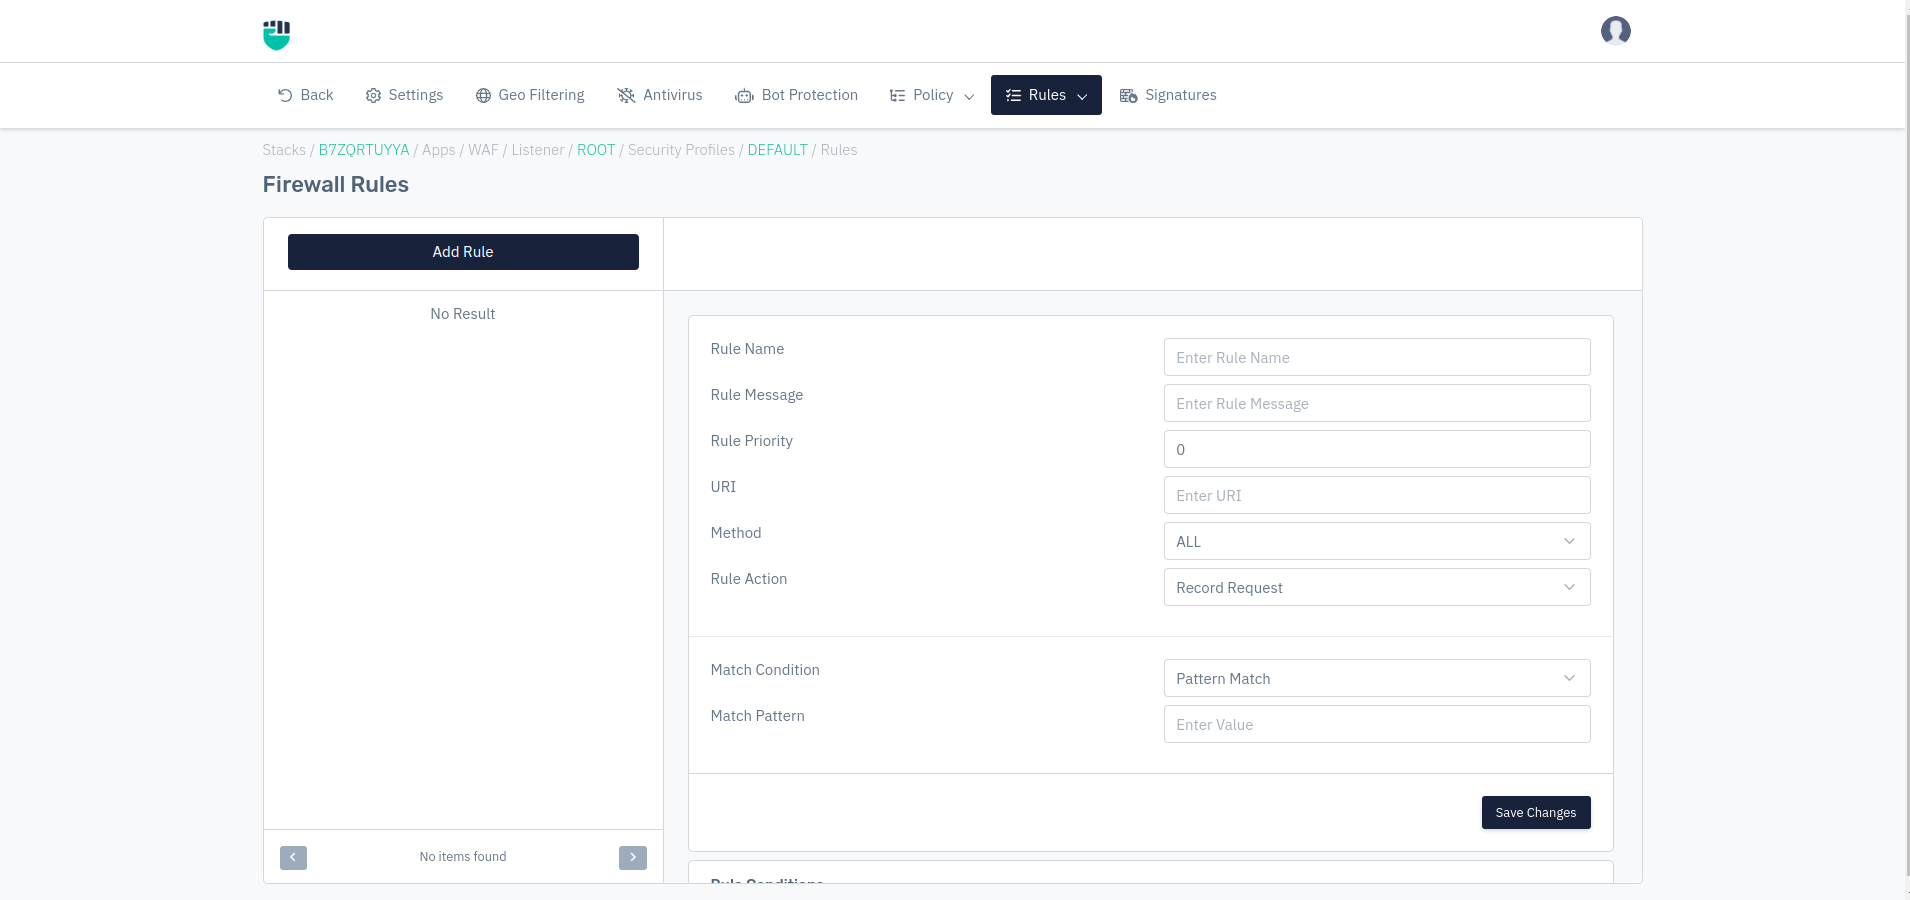 Back Settings Geo Filtering Antivirus Bot Protection Policy Rules Signatures
Stacks / B7ZQRTUYYA / Apps / WAF / Listener / ROOT / Security Profiles / DEFAULT / Rules
Firewall Rules
Add Rule
No Result
Rule Name
Enter Rule Name
Rule Message
Enter Rule Message
Rule Priority
0
URI
Enter URI
Method
ALL
Rule Action
Record Request
Match Condition
Pattern Match
Match Pattern
Enter Value
Save Changes
No items found
Rule Conditions